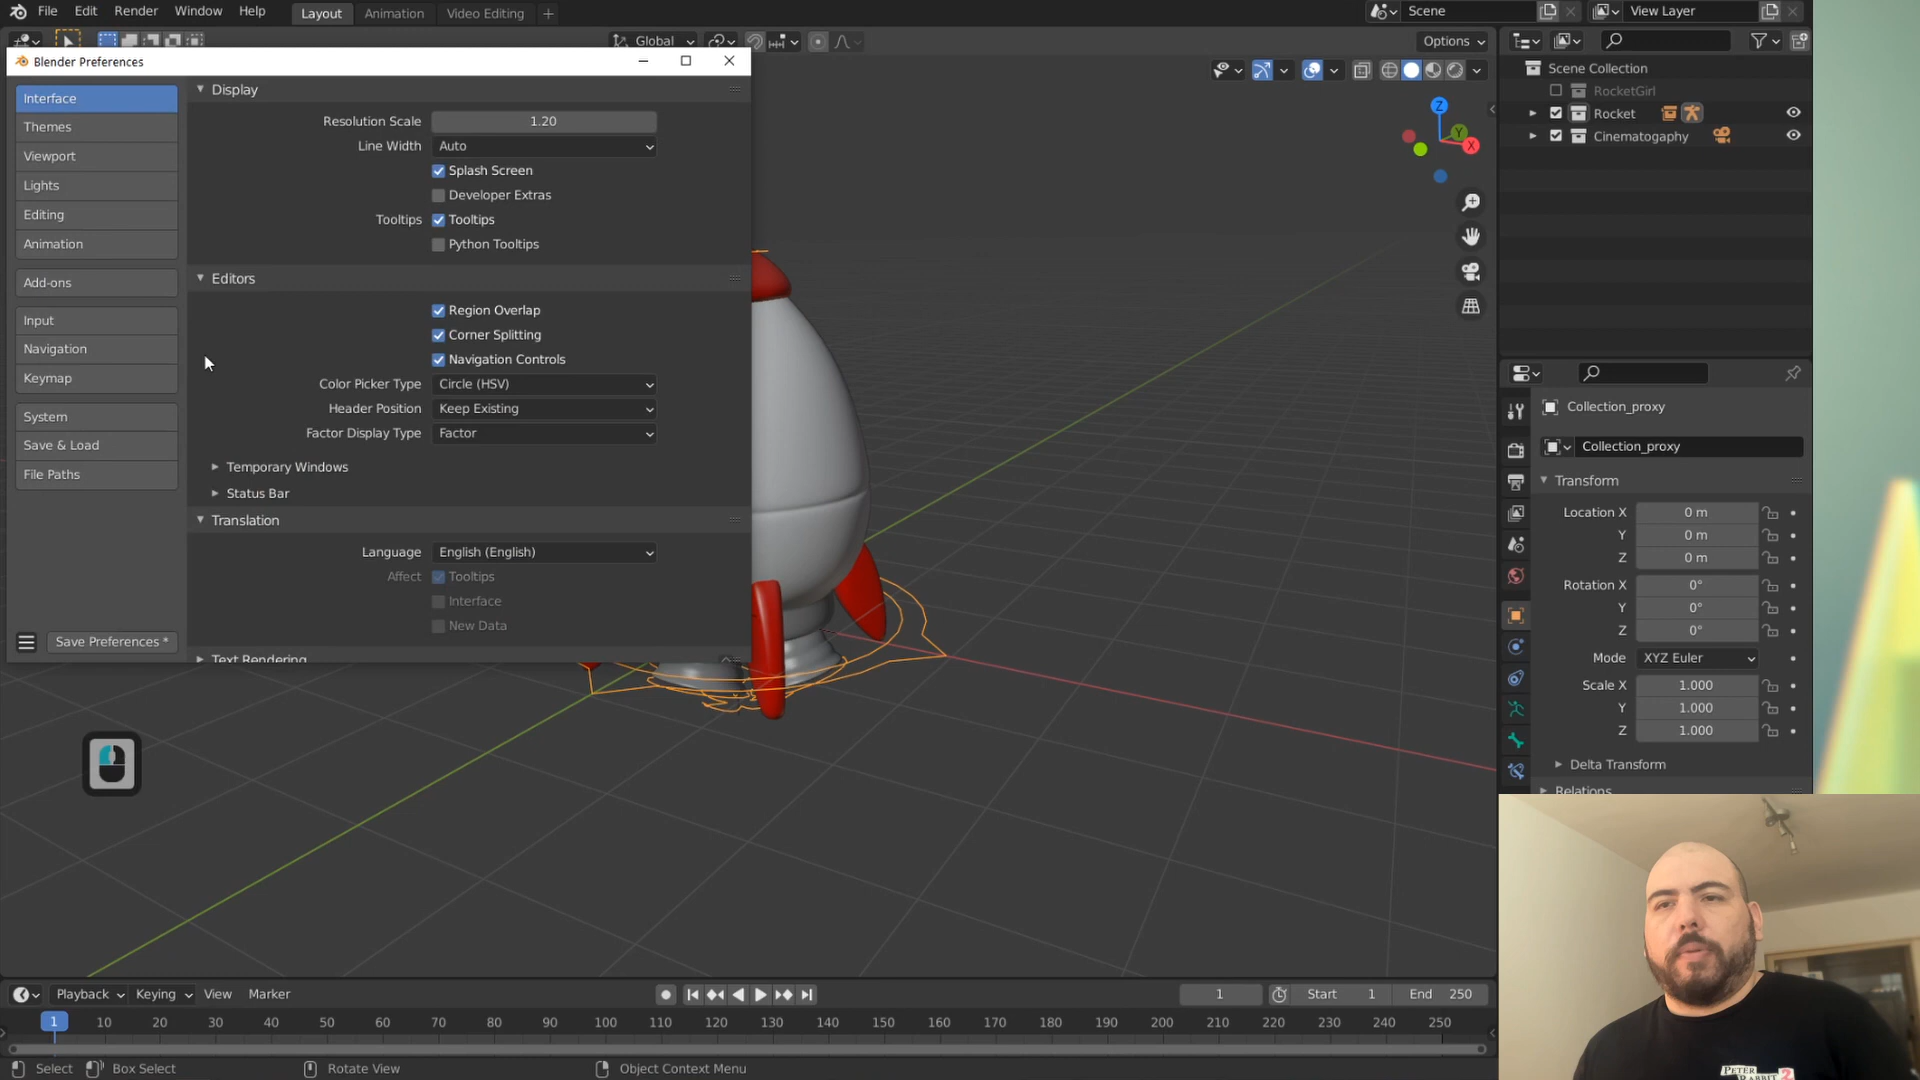 File Edit Render Window Help Layout Animation Video Editing + Scene View Layer
Global Options
Blender Preferences
Interface
Themes
Viewport
Lights
Editing
Animation
Add-ons
Input
Navigation
Keymap
System
Save & Load
File Paths
Save Preferences *
Display
Resolution Scale 1.20
Line Width Auto
Splash Screen
Developer Extras
Tooltips Tooltips
Python Tooltips
Editors
Region Overlap
Corner Splitting
Navigation Controls
Color Picker Type Circle (HSV)
Header Position Keep Existing
Factor Display Type Factor
Temporary Windows
Status Bar
Translation
Language English (English)
Affect Tooltips
Interface
New Data
Text Rendering
Z
Y
X
Scene Collection
RocketGirl
Rocket
Cinematogaphy
Collection_proxy
Collection_proxy
Transform
Location X 0 m
Y 0 m
Z 0 m
Rotation X 0°
Y 0°
Z 0°
Mode XYZ Euler
Scale X 1.000
Y 1.000
Z 1.000
Delta Transform
Relations
Playback Keying View Marker 1 Start 1 End 250
1 10 20 30 40 50 60 70 80 90 100 110 120 130 140 150 160 170 180 190 200 210 220 230 240 250
Select Box Select Rotate View Object Context Menu
PETER
RABBIT 2